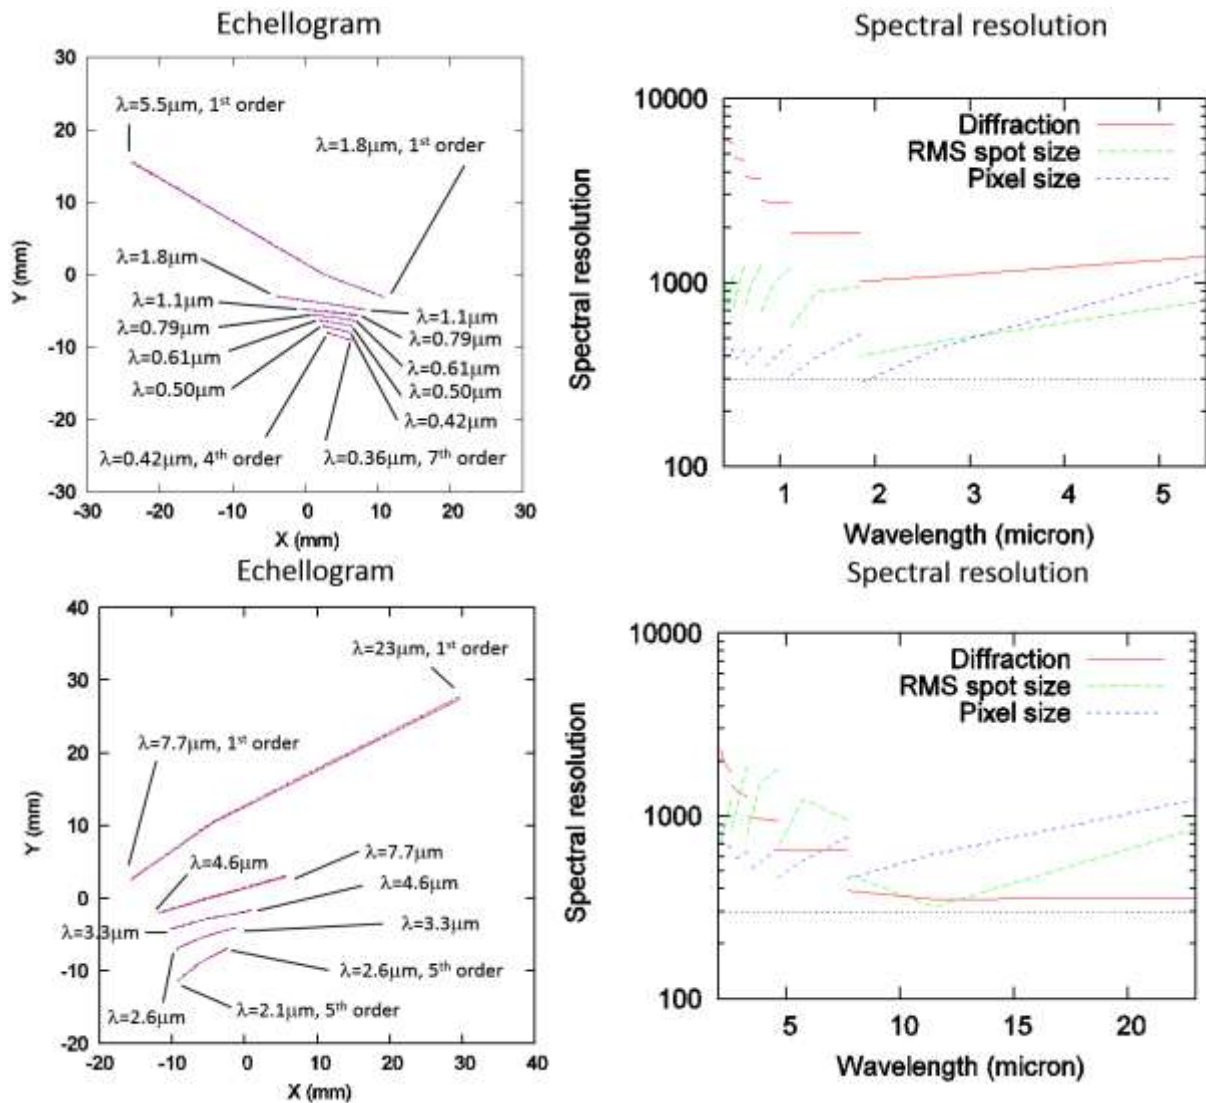 Echellogram
30
20
10
0
-10
-20
-30
-30
-20
-10
0
10
20
30
Y (mm)
X (mm)
λ=5.5μm, 1st order
λ=1.8μm, 1st order
λ=1.8μm
λ=1.1μm
λ=0.79μm
λ=0.61μm
λ=0.50μm
λ=1.1μm
λ=0.79μm
λ=0.61μm
λ=0.50μm
λ=0.42μm
λ=0.42μm, 4th order
λ=0.36μm, 7th order
Spectral resolution
10000
1000
100
Spectral resolution
Diffraction
RMS spot size
Pixel size
1
2
3
4
5
Wavelength (micron)
Echellogram
40
30
20
10
0
-10
-20
-20
-10
0
10
20
30
40
Y (mm)
X (mm)
λ=23μm, 1st order
λ=7.7μm, 1st order
λ=4.6μm
λ=7.7μm
λ=4.6μm
λ=3.3μm
λ=3.3μm
λ=2.6μm, 5th order
λ=2.6μm
λ=2.1μm, 5th order
Spectral resolution
10000
1000
100
Spectral resolution
Diffraction
RMS spot size
Pixel size
5
10
15
20
Wavelength (micron)